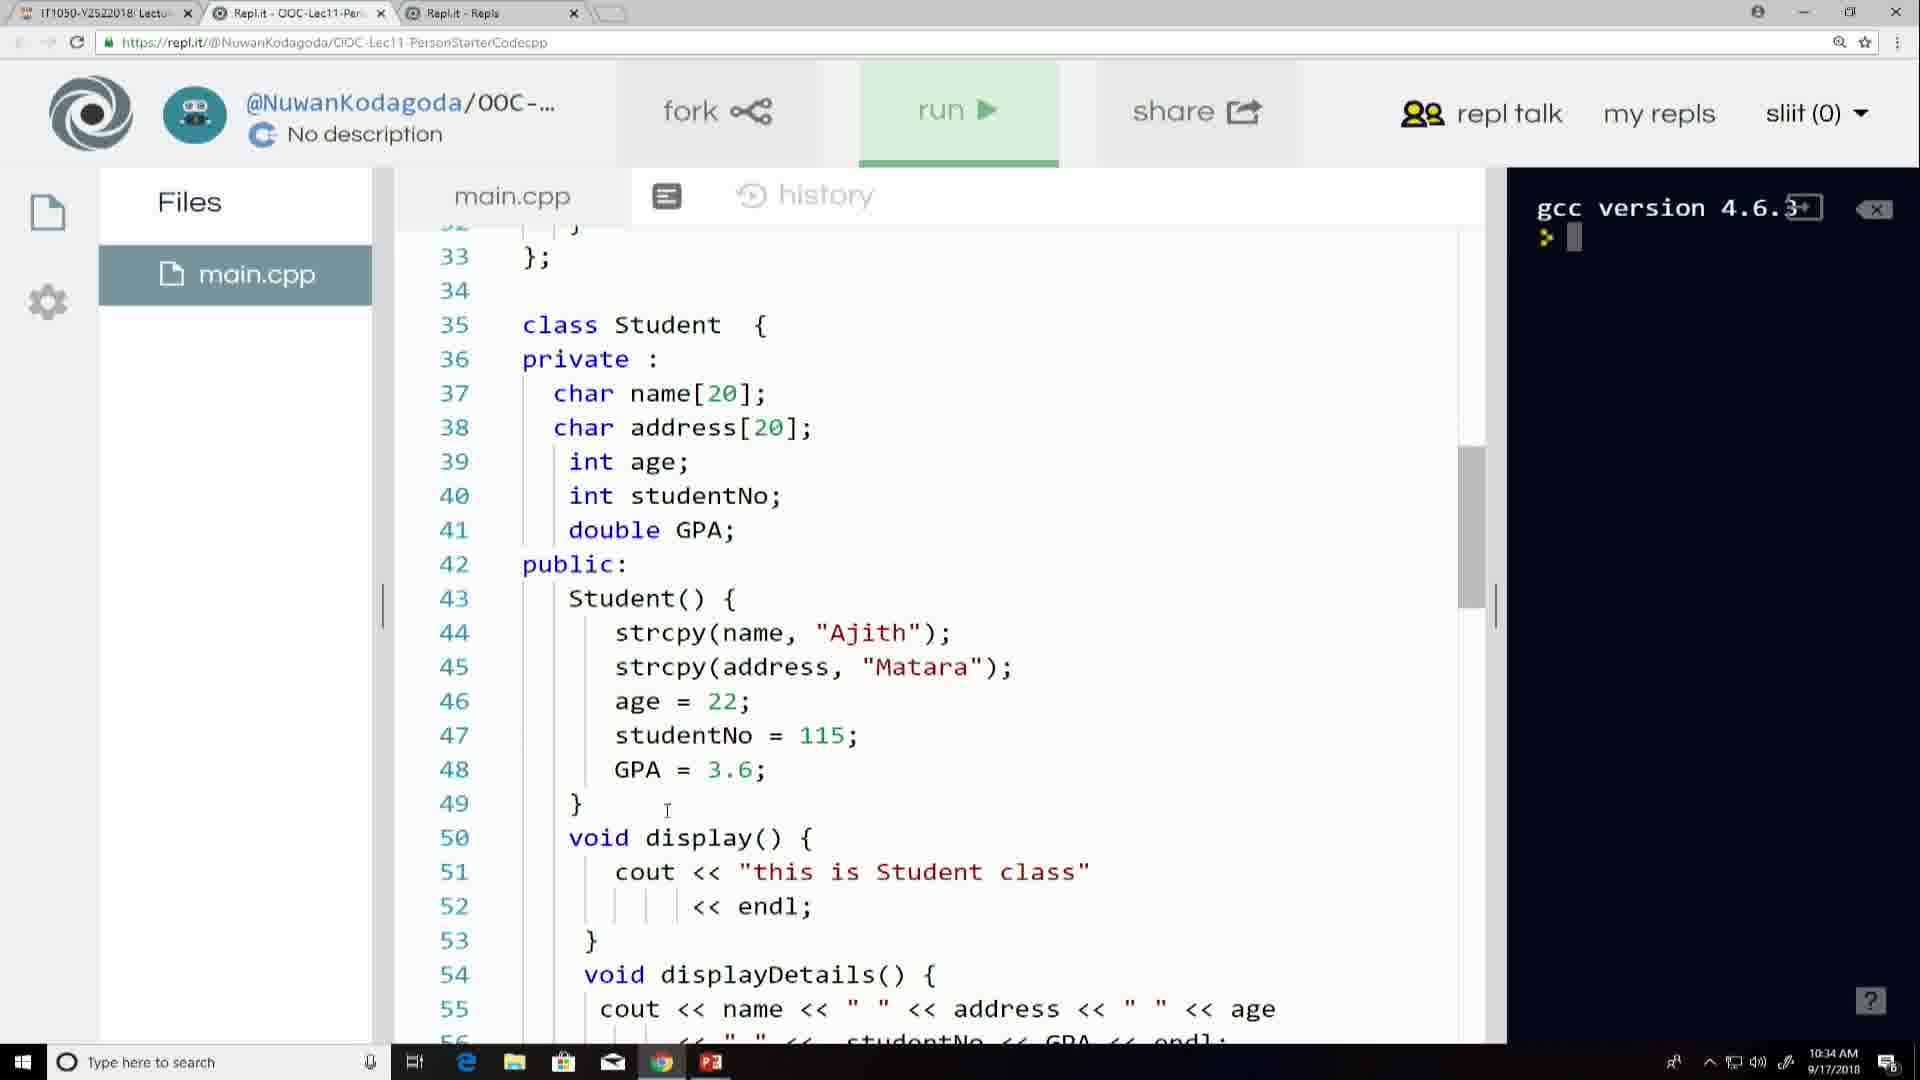 IT1050-Y2S22018: Lectu
Repl.it - OOC-Lec11-Per
Repl.it - Repls
https://repl.it/@NuwanKodagoda/OOC-Lec11-PersonStarterCodecpp
@NuwanKodagoda/OOC-...
No description
fork
run
share
repl talk
my repls
sliit (0)
Files
main.cpp
main.cpp
history
gcc version 4.6.3
>
32 }
33 };
34
35 class Student {
36 private :
37 char name[20];
38 char address[20];
39 int age;
40 int studentNo;
41 double GPA;
42 public:
43 Student() {
44 strcpy(name, "Ajith");
45 strcpy(address, "Matara");
46 age = 22;
47 studentNo = 115;
48 GPA = 3.6;
49 }
50 void display() {
51 cout << "this is Student class"
52 << endl;
53 }
54 void displayDetails() {
55 cout << name << " " << address << " " << age
56 << " " << studentNo << GPA << endl;
?
Type here to search
10:34 AM
9/17/2018